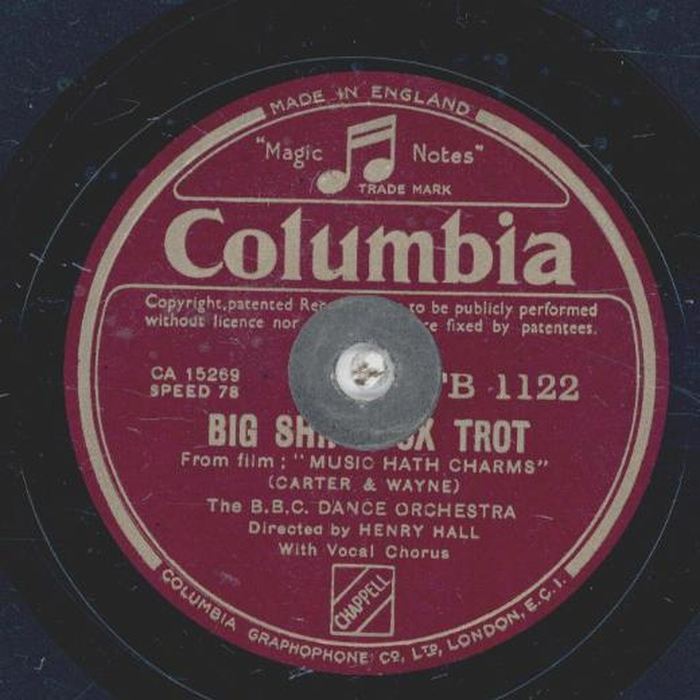 MADE IN ENGLAND
"Magic Notes"
TRADE MARK
Columbia
Copyright, patented to be publicly performed
without licence nor fixed by patentees.
CA 15269
SPEED 78
B 1122
BIG TROT
From film: "MUSIC HATH CHARMS"
(CARTER & WAYNE)
The B.B.C. DANCE ORCHESTRA
Directed by HENRY HALL
With Vocal Chorus
CHAPPELL
COLUMBIA GRAPHOPHONE CO, LTD, LONDON, E.C.1.